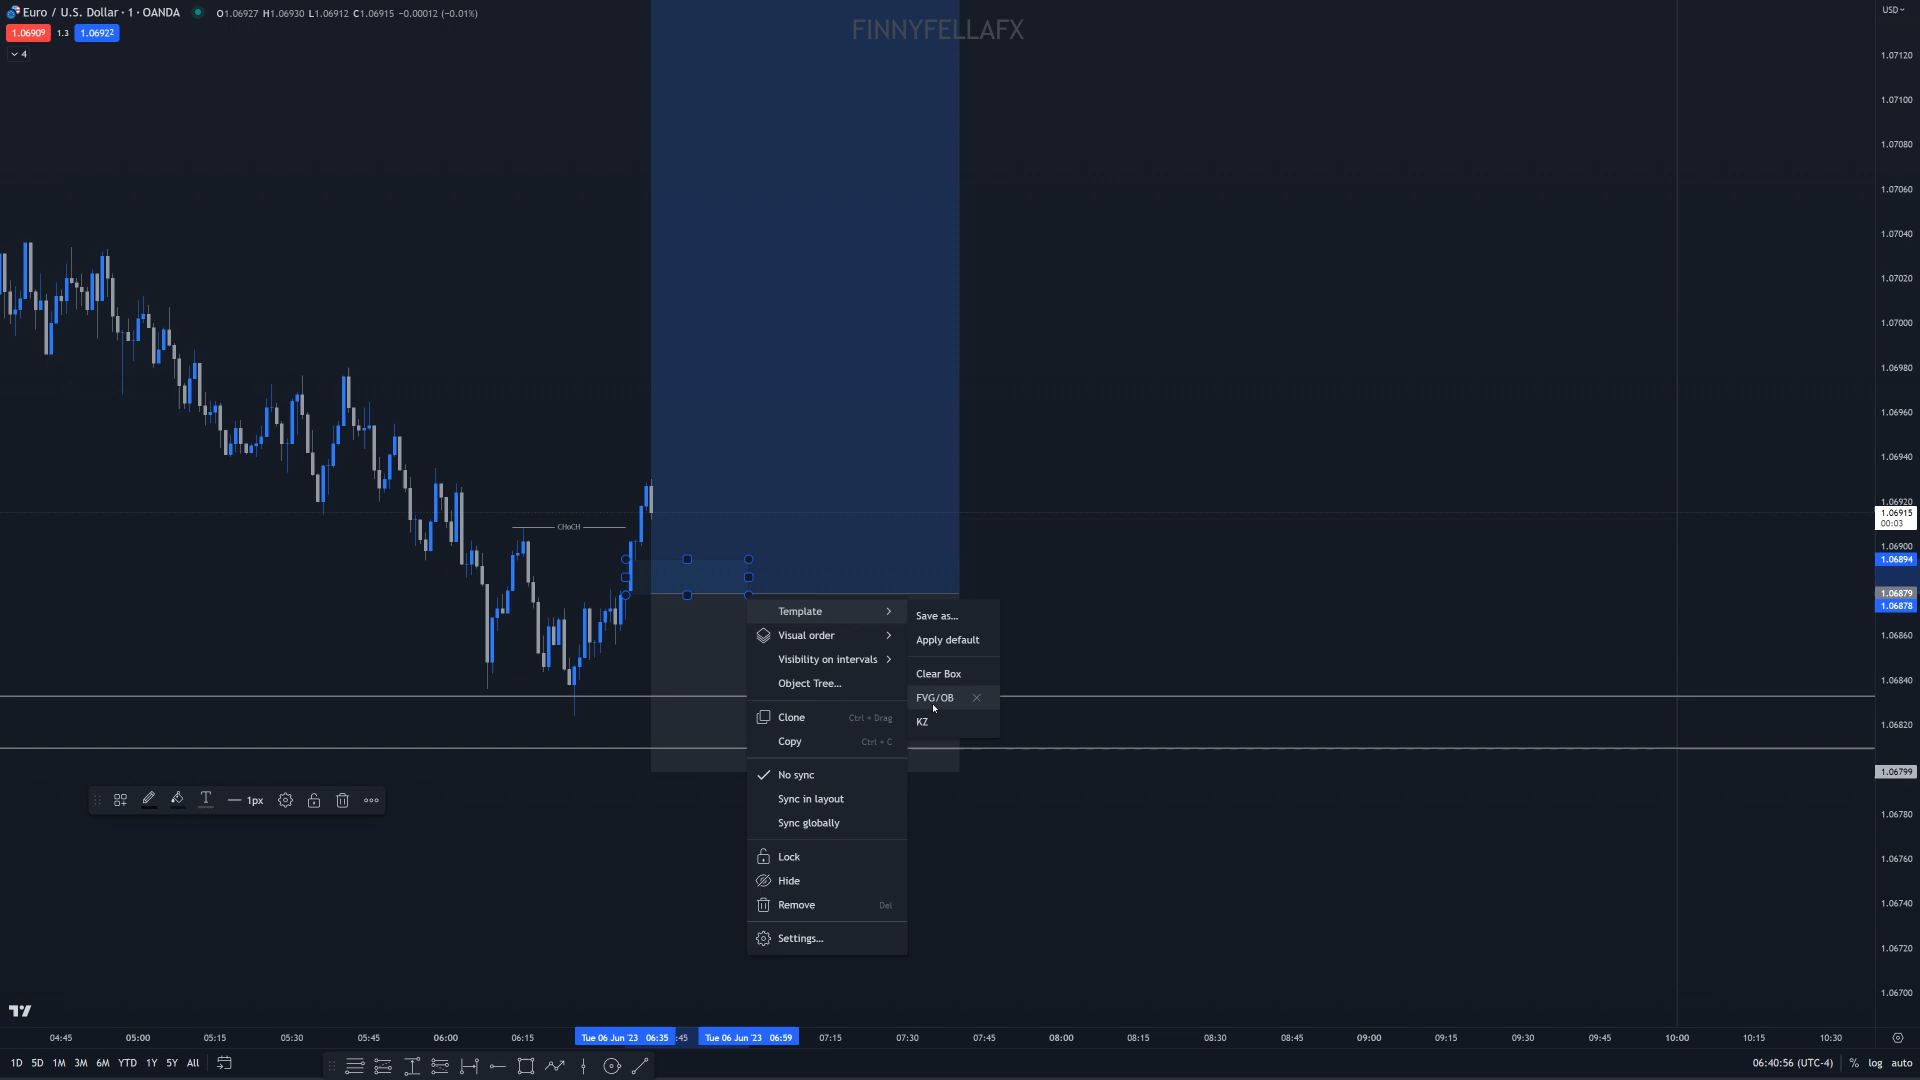 Euro / U.S. Dollar · 1 · OANDA O1.06927 H1.06930 L1.06912 C1.06915 −0.00012 (−0.01%)
1.06909 1.3 1.06922
4
FINNYFELLAFX
USD
1.07120
1.07100
1.07080
1.07060
1.07040
1.07020
1.07000
1.06980
1.06960
1.06940
1.06920
1.06915
00:03
CHoCH
1.06900
1.06894
1.06879
1.06878
1.06860
1.06840
1.06820
1.06799
1.06780
1.06760
1.06740
1.06720
1.06700
Template
Visual order
Visibility on intervals
Object Tree...
Clone Ctrl + Drag
Copy Ctrl + C
No sync
Sync in layout
Sync globally
Lock
Hide
Remove Del
Settings...
Save as...
Apply default
Clear Box
FVG/OB
KZ
1px
04:45 05:00 05:15 05:30 05:45 06:00 06:15 Tue 06 Jun '23 06:35 :45 Tue 06 Jun '23 06:59 07:15 07:30 07:45 08:00 08:15 08:30 08:45 09:00 09:15 09:30 09:45 10:00 10:15 10:30
1D 5D 1M 3M 6M YTD 1Y 5Y All
06:40:56 (UTC-4) % log auto